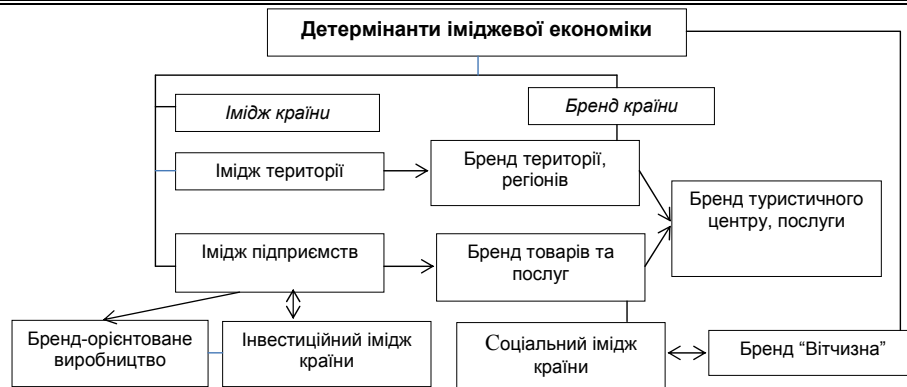 Детермінанти іміджевої економіки
Імідж країни
Бренд країни
Імідж території
Бренд території,
регіонів
Бренд туристичного
центру, послуги
Імідж підприємств
Бренд товарів та
послуг
Бренд-орієнтоване
виробництво
Інвестиційний імідж
країни
Соціальний імідж
країни
Бренд “Вітчизна”